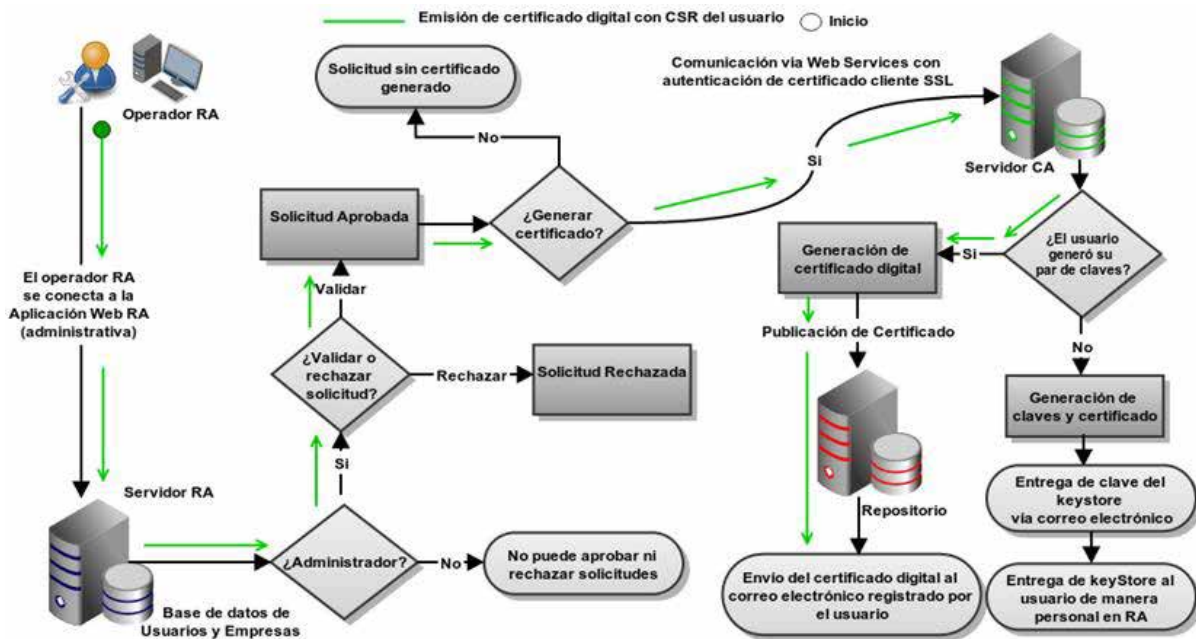 Emisión de certificado digital con CSR del usuario
Inicio
Operador RA
Solicitud sin certificado
generado
Comunicación via Web Services con
autenticación de certificado cliente SSL
No
Si
Servidor CA
Solicitud Aprobada
¿Generar
certificado?
Generación de
certificado digital
Si
¿El usuario
generó su
par de claves?
El operador RA
se conecta a la
Aplicación Web RA
(administrativa)
Validar
Publicación de Certificado
No
¿Validar o
rechazar
solicitud?
Rechazar
Solicitud Rechazada
Generación de
claves y certificado
Si
Servidor RA
Repositorio
Entrega de clave del
keystore
via correo electrónico
¿Administrador?
No
No puede aprobar ni
rechazar solicitudes
Envio del certificado digital al
correo electrónico registrado por
el usuario
Entrega de keyStore al
usuario de manera
personal en RA
Base de datos de
Usuarios y Empresas